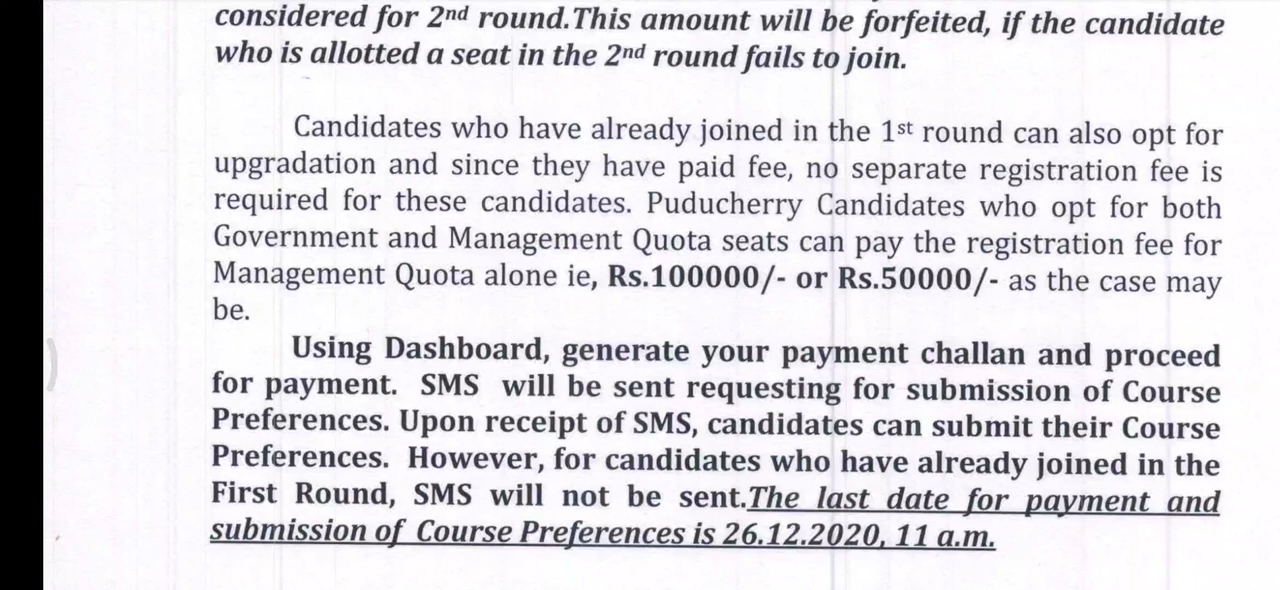 considered for 2nd round.This amount will be forfeited, if the candidate
who is allotted a seat in the 2nd round fails to join.
Candidates who have already joined in the 1st round can also opt for
upgradation and since they have paid fee, no separate registration fee is
required for these candidates. Puducherry Candidates who opt for both
Government and Management Quota seats can pay the registration fee for
Management Quota alone ie, Rs.100000/- or Rs.50000/- as the case may
be.
Using Dashboard, generate your payment challan and proceed
for payment. SMS will be sent requesting for submission of Course
Preferences. Upon receipt of SMS, candidates can submit their Course
Preferences. However, for candidates who have already joined in the
First Round, SMS will not be sent.The last date for payment and
submission of Course Preferences is 26.12.2020, 11 a.m.